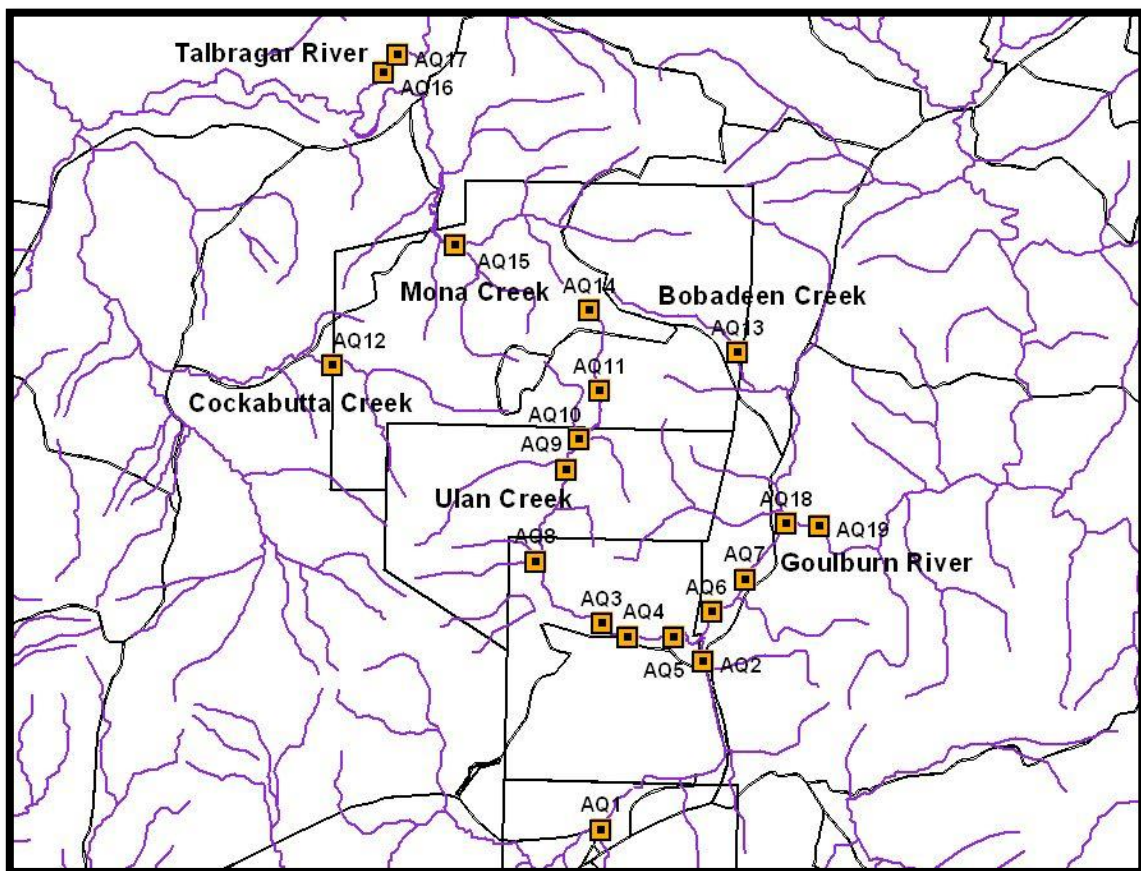 Talbragar River
AQ17
AQ16
AQ15
Mona Creek
AQ14
Bobadeen Creek
AQ13
AQ12
AQ11
Cockabutta Creek
AQ10
AQ9
Ulan Creek
AQ18
AQ19
AQ8
Goulburn River
AQ7
AQ6
AQ3
AQ4
AQ5
AQ2
AQ1